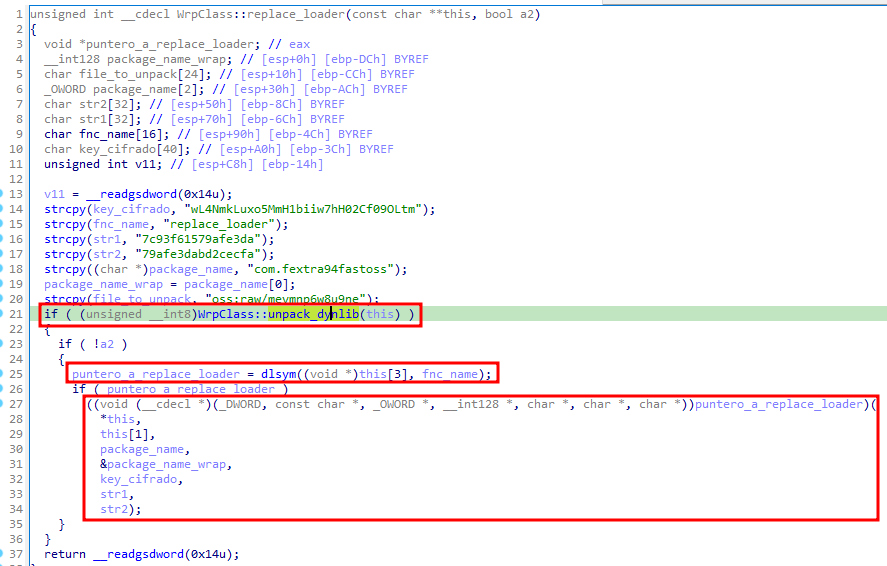 1 unsigned int __cdecl WrpClass::replace_loader(const char **this, bool a2)
2 {
3 void *puntero_a_replace_loader; // eax
4 __int128 package_name_wrap; // [esp+0h] [ebp-DCh] BYREF
5 char file_to_unpack[24]; // [esp+10h] [ebp-CCh] BYREF
6 _OWORD package_name[2]; // [esp+30h] [ebp-ACh] BYREF
7 char str2[32]; // [esp+50h] [ebp-8Ch] BYREF
8 char str1[32]; // [esp+70h] [ebp-6Ch] BYREF
9 char fnc_name[16]; // [esp+90h] [ebp-4Ch] BYREF
10 char key_cifrado[40]; // [esp+A0h] [ebp-3Ch] BYREF
11 unsigned int v11; // [esp+C8h] [ebp-14h]
12
13 v11 = __readgsdword(0x14u);
14 strcpy(key_cifrado, "wL4NmkLuxo5MmH1biiw7hH02Cf09OLtm");
15 strcpy(fnc_name, "replace_loader");
16 strcpy(str1, "7c93f61579afe3da");
17 strcpy(str2, "79afe3dabd2cecfa");
18 strcpy((char *)package_name, "com.fextra94fastoss");
19 package_name_wrap = package_name[0];
20 strcpy(file_to_unpack, "oss:raw/mevmnp6w8u9ne");
21 if ( (unsigned __int8)WrpClass::unpack_dynlib(this) )
22 {
23 if ( !a2 )
24 {
25 puntero_a_replace_loader = dlsym((void *)this[3], fnc_name);
26 if ( puntero_a_replace_loader )
27 ((void (__cdecl *)(_DWORD, const char *, _OWORD *, __int128 *, char *, char *, char *))puntero_a_replace_loader)(
28 *this,
29 this[1],
30 package_name,
31 &package_name_wrap,
32 key_cifrado,
33 str1,
34 str2);
35 }
36 }
37 return __readgsdword(0x14u);